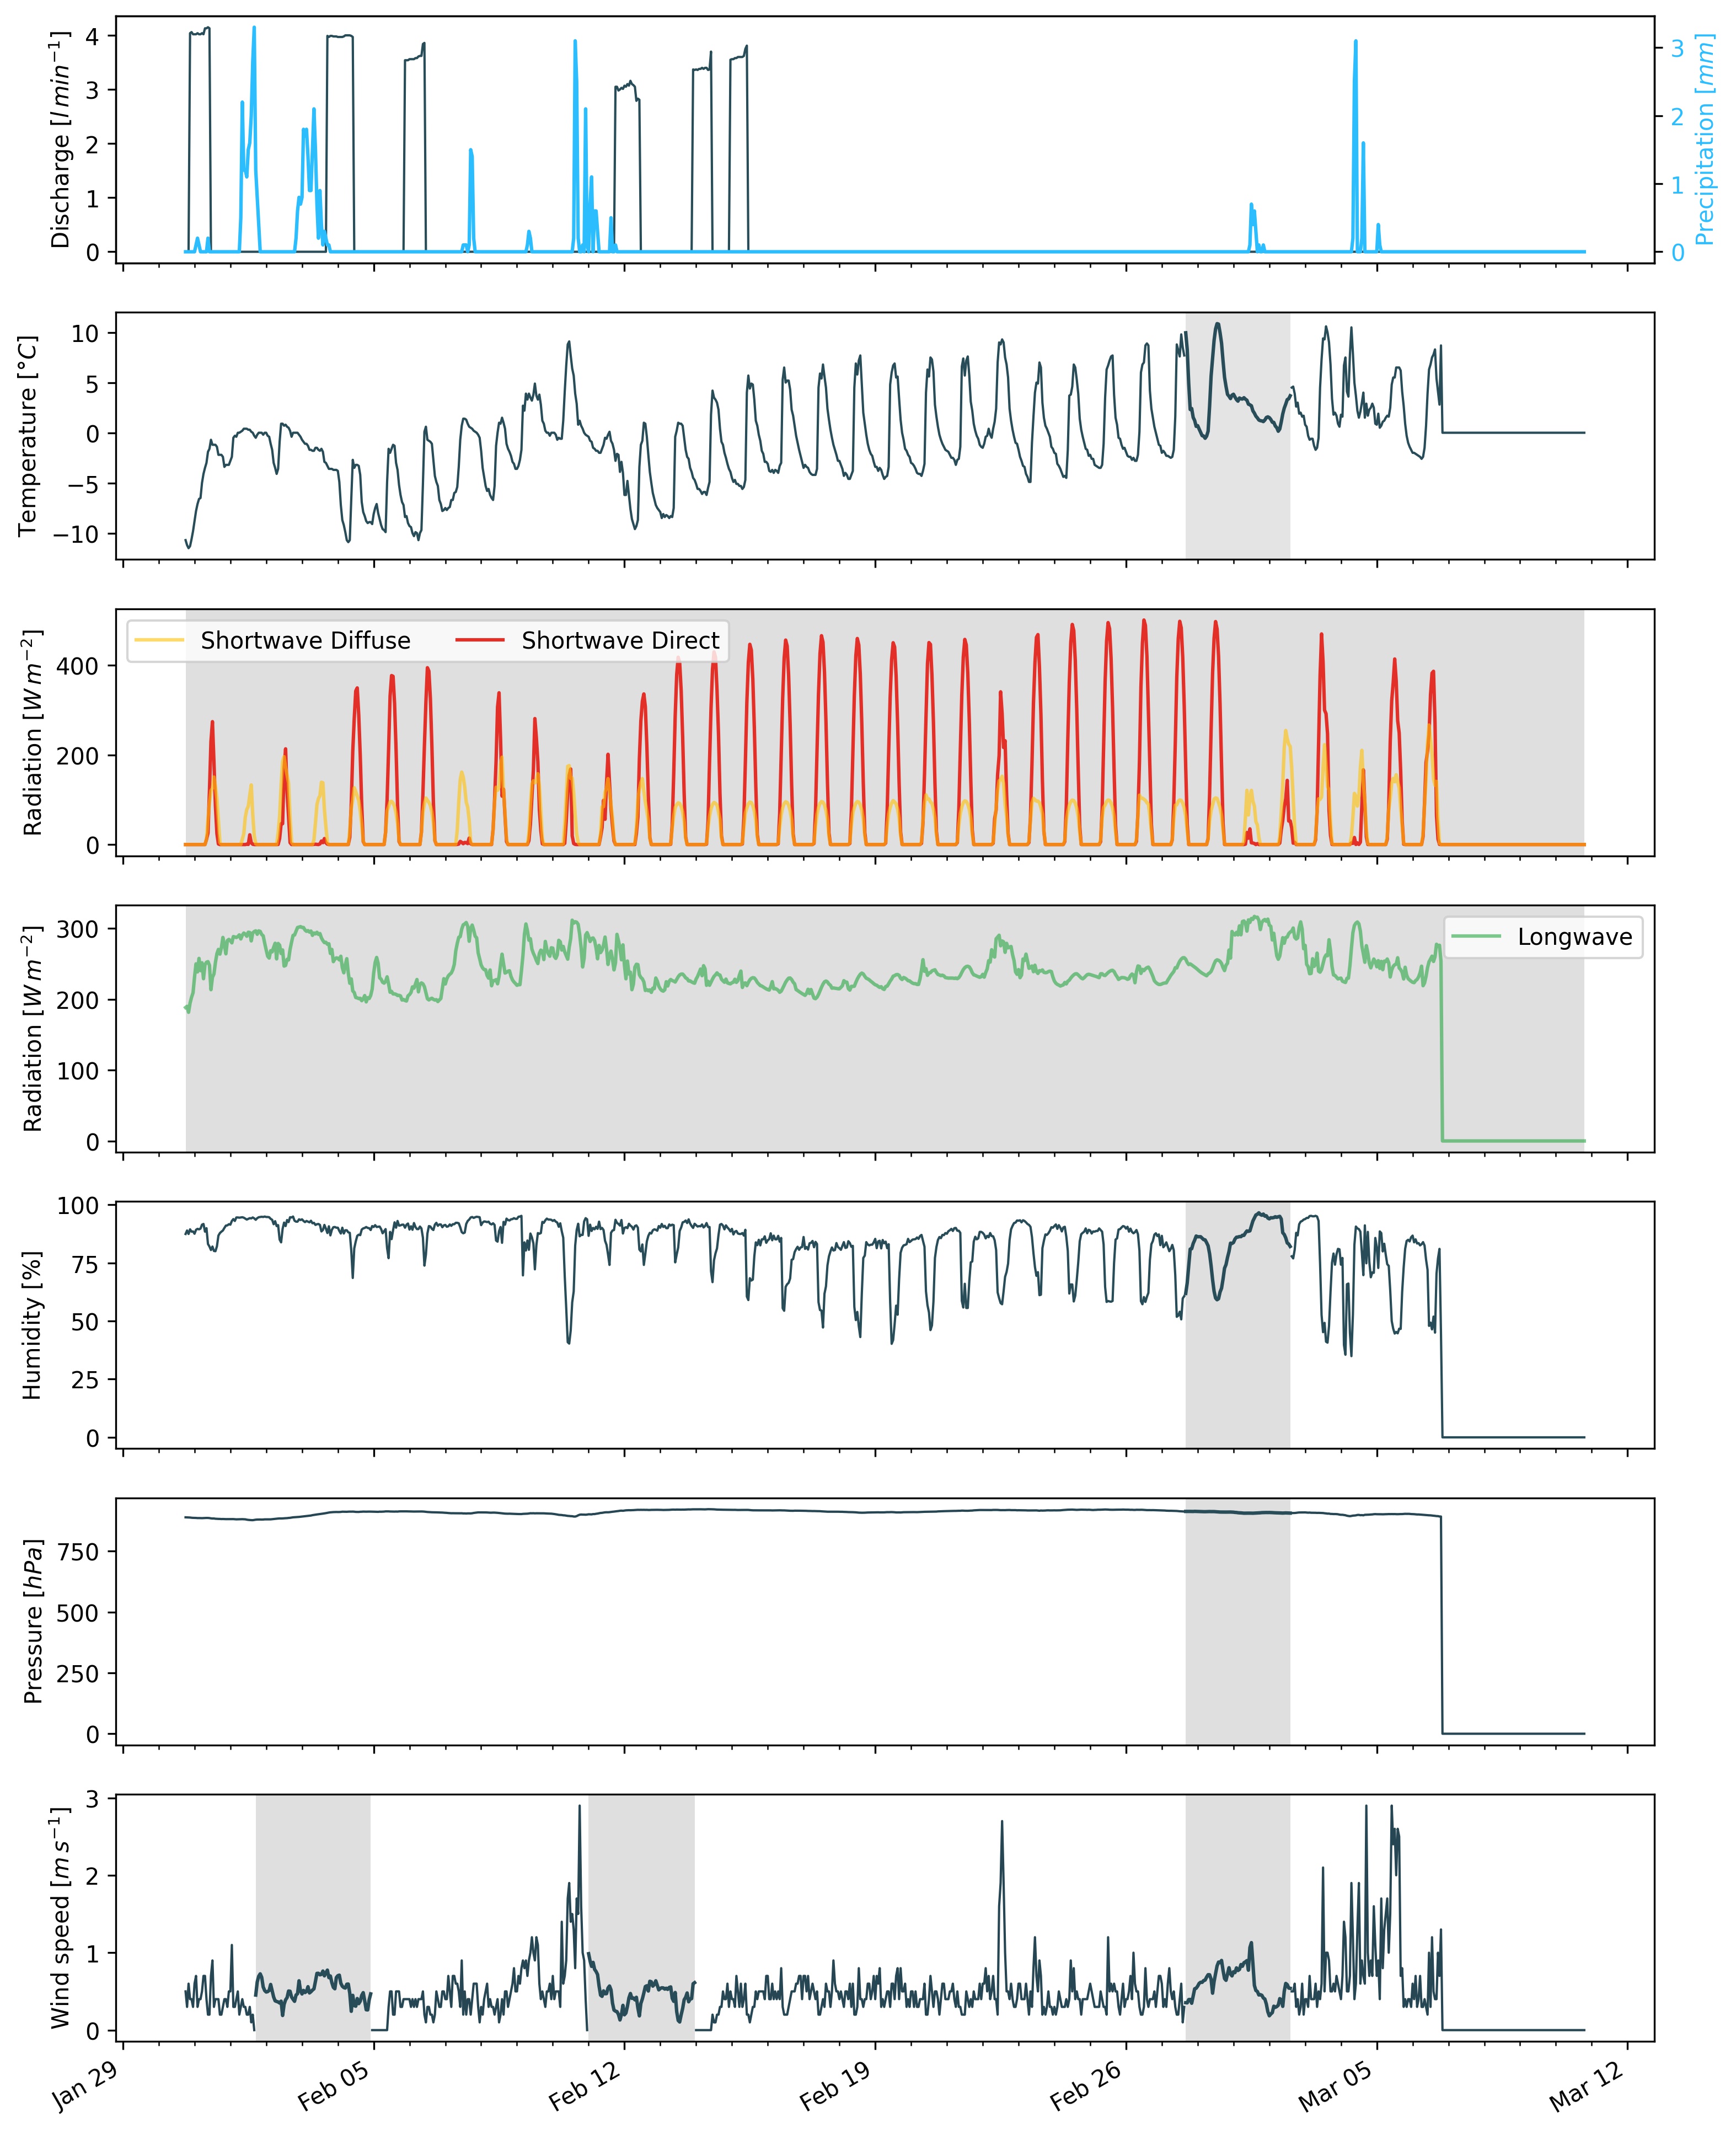 Discharge [l min⁻¹]
4
3
2
1
0
3
2
1
0
Precipitation [mm]
Temperature [°C]
10
5
0
−5
−10
Radiation [W m⁻²]
400
200
0
Shortwave Diffuse
Shortwave Direct
Radiation [W m⁻²]
300
200
100
0
Longwave
Humidity [%]
100
75
50
25
0
Pressure [hPa]
750
500
250
0
Wind speed [m s⁻¹]
3
2
1
0
Jan 29
Feb 05
Feb 12
Feb 19
Feb 26
Mar 05
Mar 12